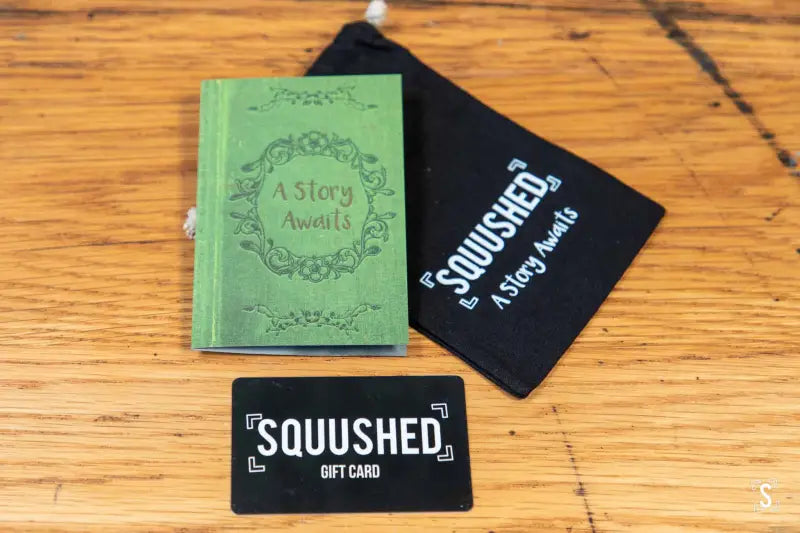 A Story
Awaits
SQUUSHED
A Story Awaits
SQUUSHED
GIFT CARD
S